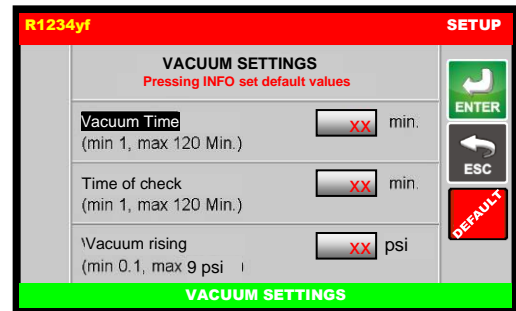 R1234yf
SETUP
VACUUM SETTINGS
Pressing INFO set default values
Vacuum Time
xx min.
(min 1, max 120 Min.)
Time of check
xx min.
(min 1, max 120 Min.)
Vacuum rising
xx psi
(min 0.1, max 9 psi )
ENTER
ESC
DEFAULT
VACUUM SETTINGS